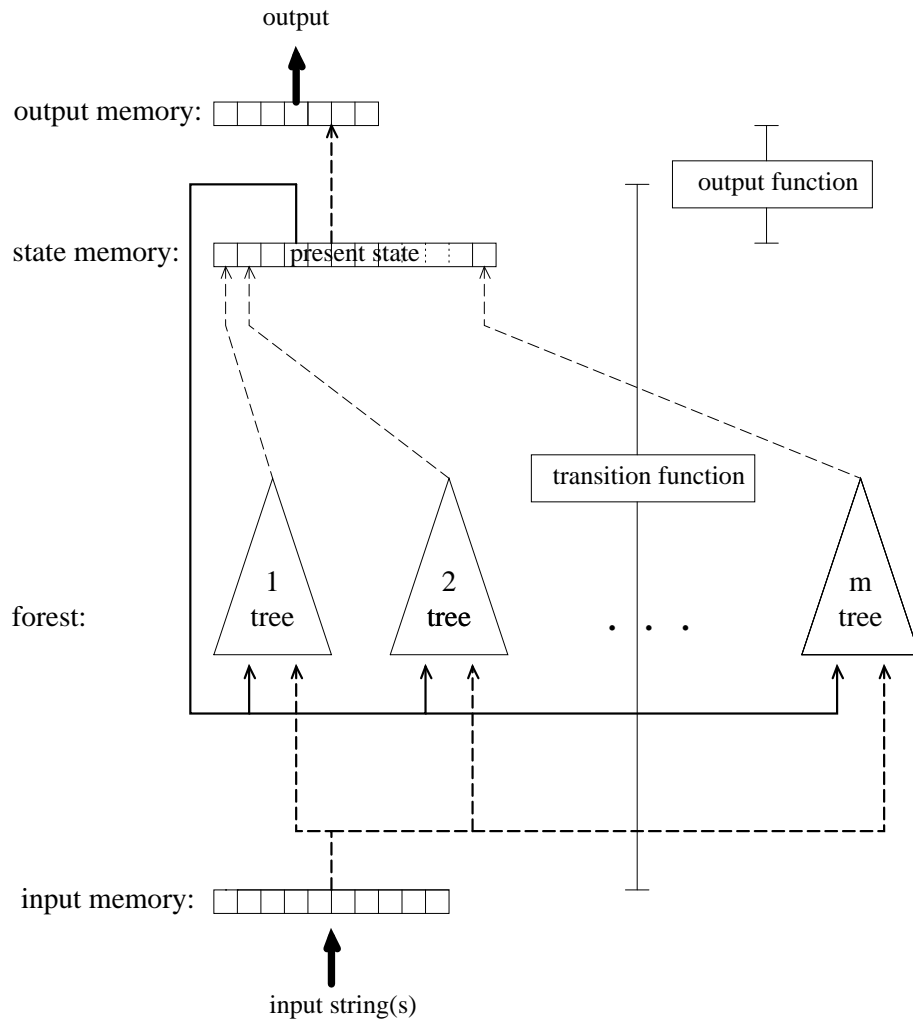 output
output memory:
output function
state memory:
present state
transition function
1
tree
2
tree
m
tree
forest:
. . .
input memory:
input string(s)